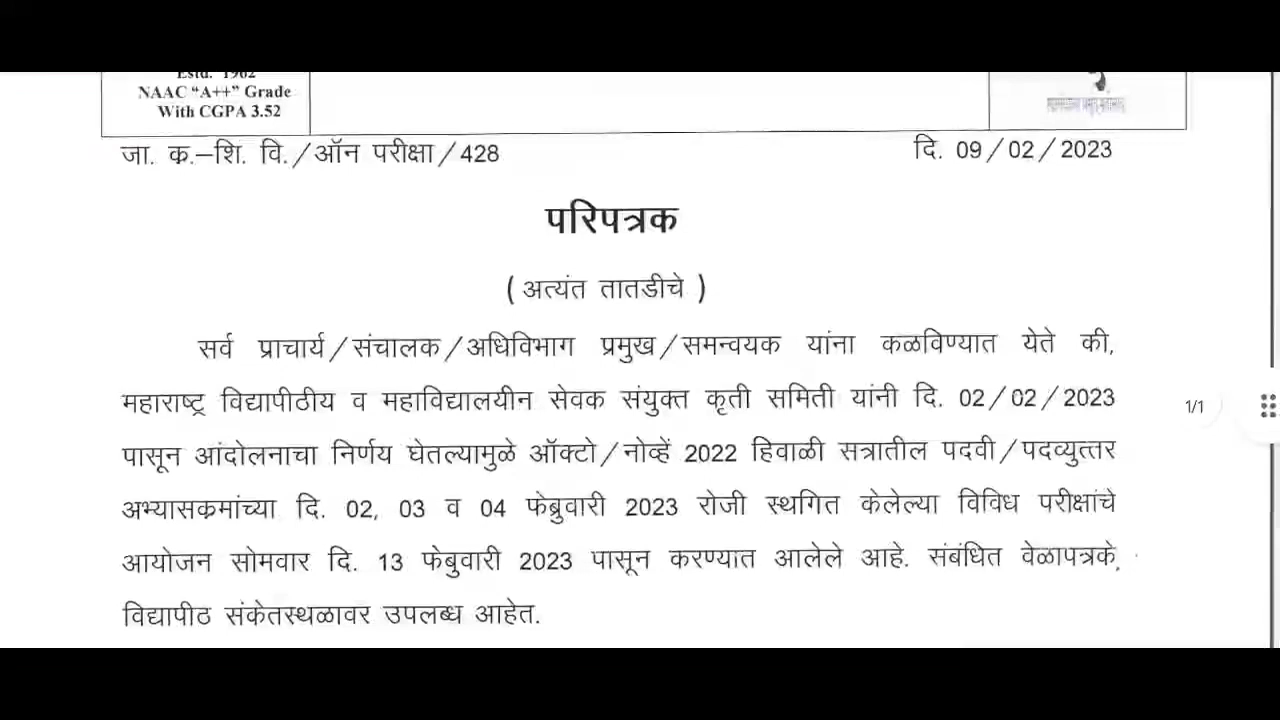 Estd. 1962
NAAC “A++” Grade
With CGPA 3.52
जा. क.–शि. वि./ऑन परीक्षा/428
दि. 09/02/2023
परिपत्रक
(अत्यंत तातडीचे )
सर्व प्राचार्य/संचालक/अधिविभाग प्रमुख/समन्वयक यांना कळविण्यात येते की,
महाराष्ट्र विद्यापीठीय व महाविद्यालयीन सेवक संयुक्त कृती समिती यांनी दि. 02/02/2023
पासून आंदोलनाचा निर्णय घेतल्यामुळे ऑक्टो/नोव्हें 2022 हिवाळी सत्रातील पदवी/पदव्युत्तर
अभ्यासकमांच्या दि. 02, 03 व 04 फेब्रुवारी 2023 रोजी स्थगित केलेल्या विविध परीक्षांचे
आयोजन सोमवार दि. 13 फेबुवारी 2023 पासून करण्यात आलेले आहे. संबंधित वेळापत्रके,
विद्यापीठ संकेतस्थळावर उपलब्ध आहेत.
1/1